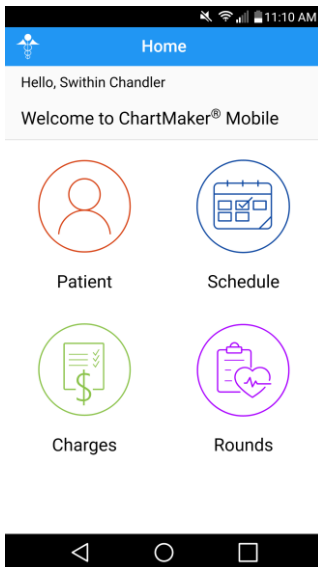 11:10 AM
Home
Hello, Swithin Chandler
Welcome to ChartMaker® Mobile
Patient
Schedule
Charges
Rounds